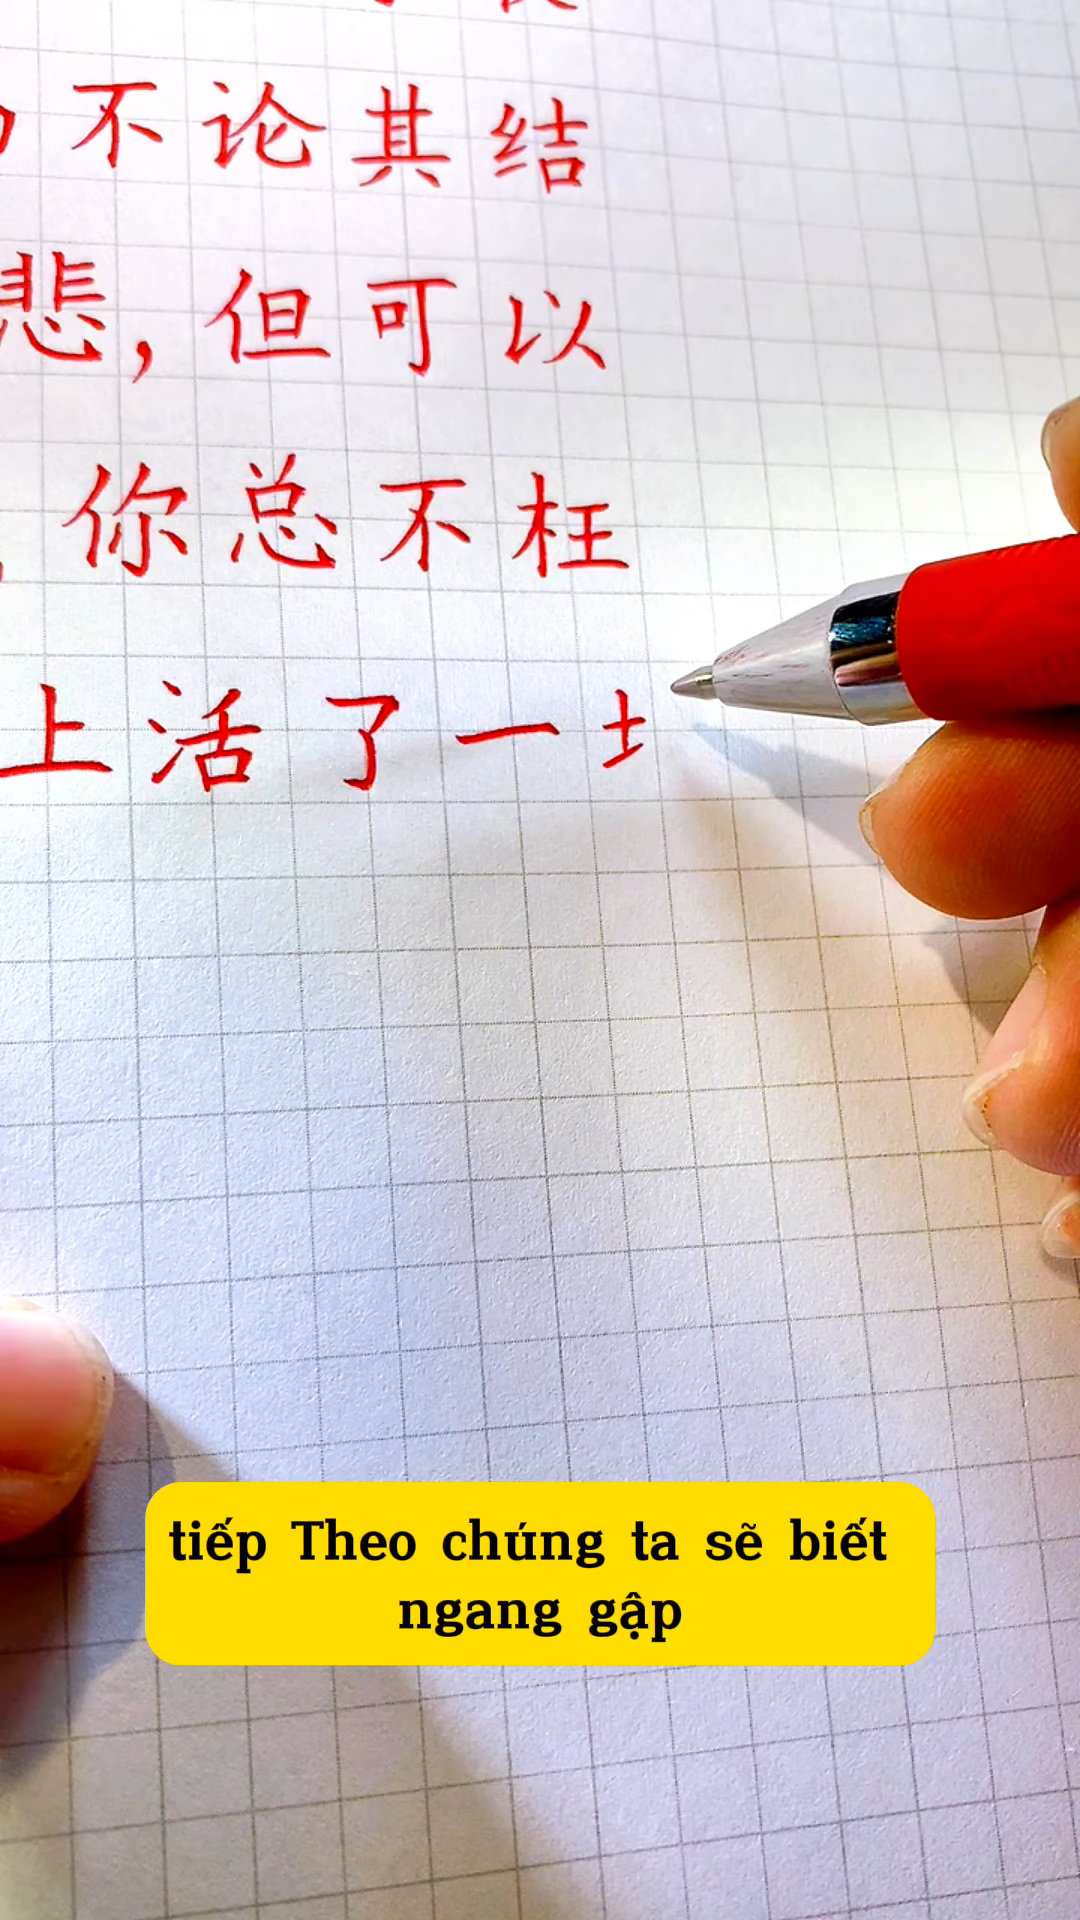 不论其结
悲,但可以
你总不枉
上活了一
tiếp Theo chúng ta sẽ biết
ngang gập